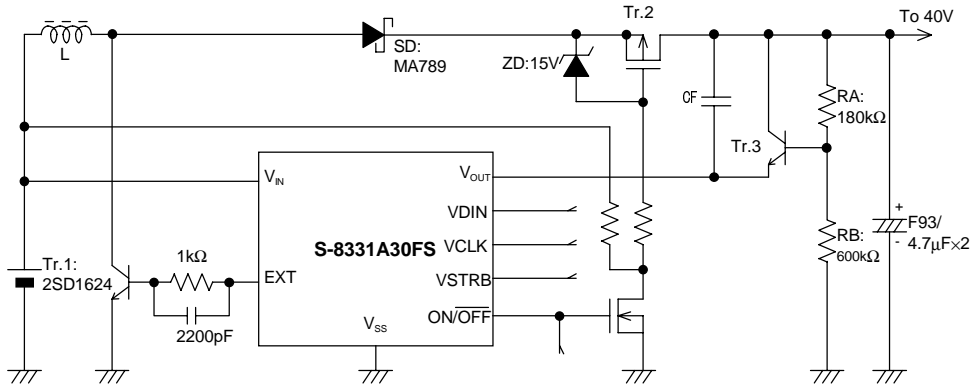 Tr.2
To 40V
L
SD:
MA789
ZD:15V
CF
RA:
180kΩ
Tr.3
VIN
VOUT
VDIN
S-8331A30FS
VCLK
Tr.1:
2SD1624
1kΩ
EXT
VSTRB
RB:
600kΩ
+
F93/
- 4.7μF×2
2200pF
VSS
ON/OFF